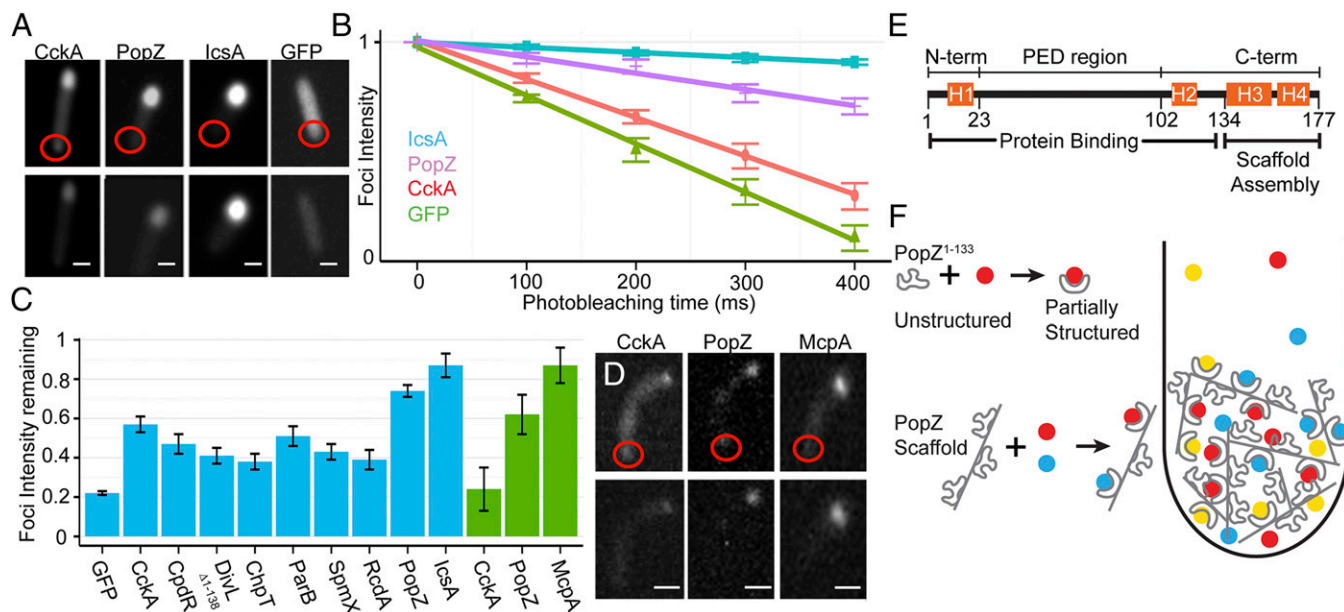 A
CckA PopZ IcsA GFP
B
1
Foci Intensity
IcsA
PopZ
CckA
GFP
0
0 100 200 300 400
Photobleaching time (ms)
C
Foci Intensity remaining
1
0.8
0.6
0.4
0.2
0
GFP
CckA
CpdR
DivL
Δ1-138
ChpT
ParB
SpmX
RcdA
PopZ
IcsA
CckA
PopZ
McpA
D
CckA PopZ McpA
E
N-term PED region C-term
H1 H2 H3 H4
1 23 102 134 177
Protein Binding Scaffold
Assembly
F
PopZ1-133
+
Unstructured Partially
Structured
PopZ
Scaffold
+